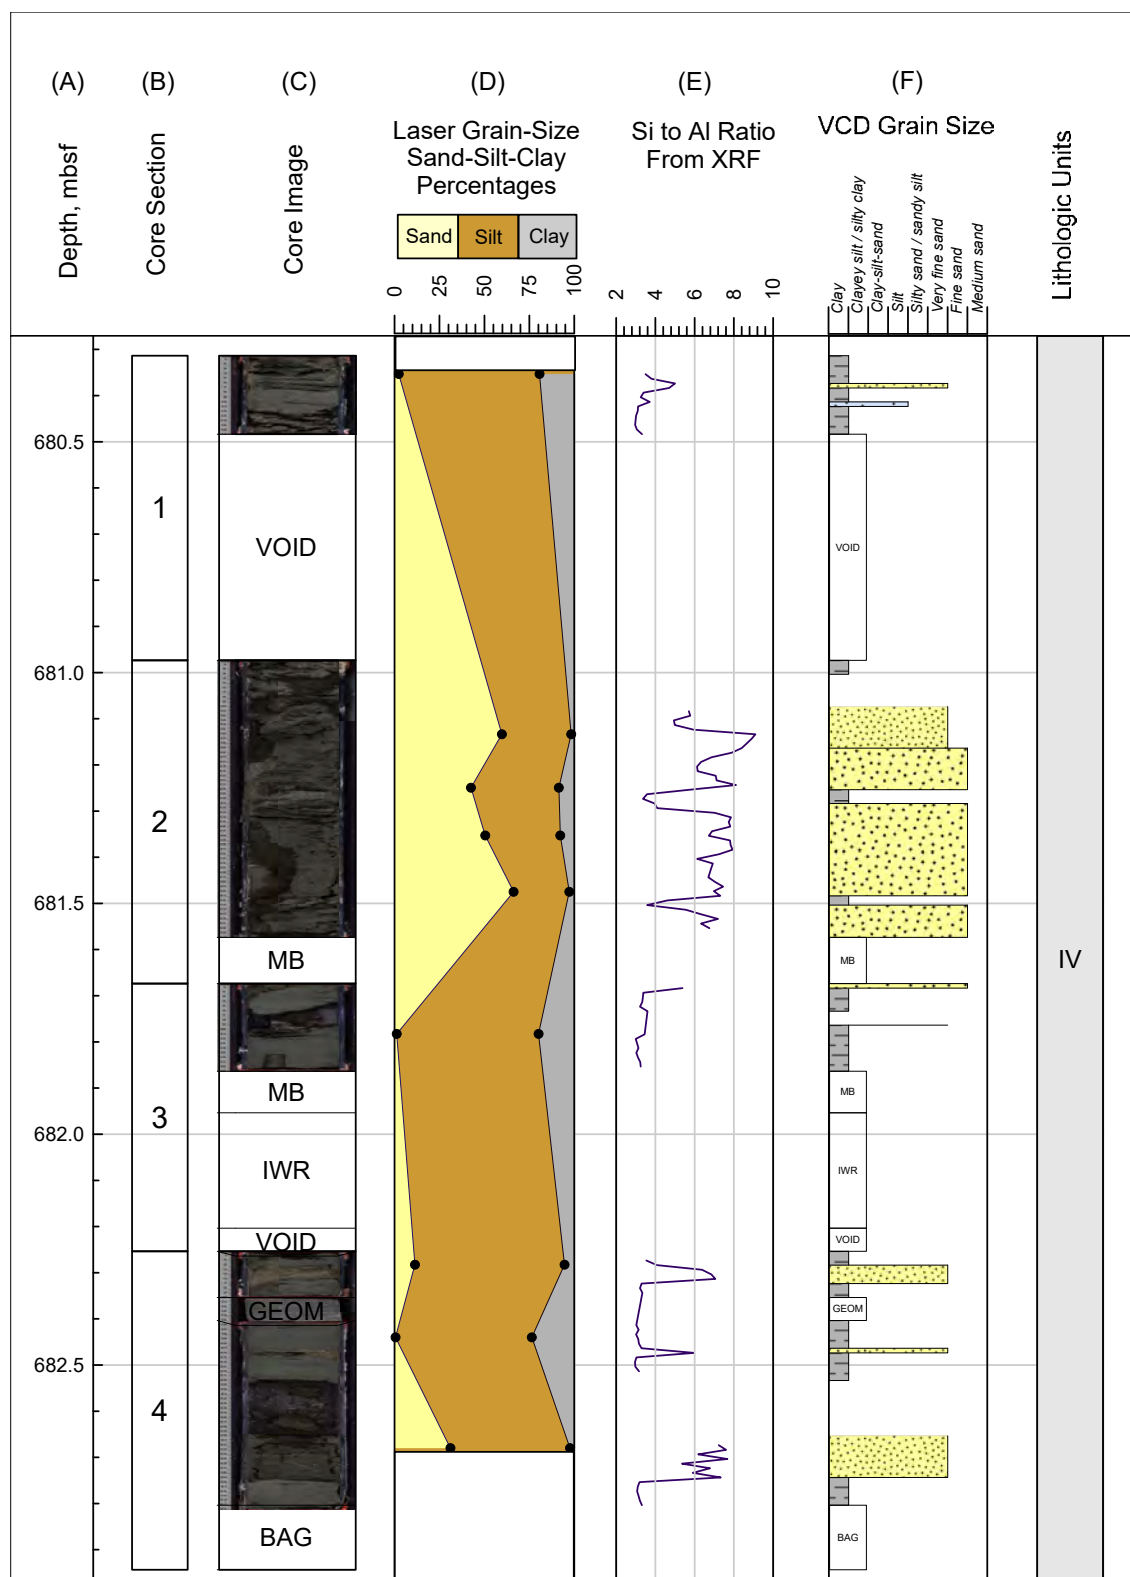 (A)
(B)
(C)
(D)
(E)
(F)
Depth, mbsf
Core Section
Core Image
Laser Grain-Size
Sand-Silt-Clay
Percentages
Sand
Silt
Clay
0
25
50
75
100
Si to Al Ratio
From XRF
2
4
6
8
10
VCD Grain Size
Clay
Clayey silt / silty clay
Clay-silt-sand
Silt
Silty sand / sandy silt
Very fine sand
Fine sand
Medium sand
Lithologic Units
680.5
1
VOID
VOID
681.0
2
681.5
MB
MB
IV
MB
MB
3
682.0
IWR
IWR
VOID
VOID
GEOM
GEOM
682.5
4
BAG
BAG